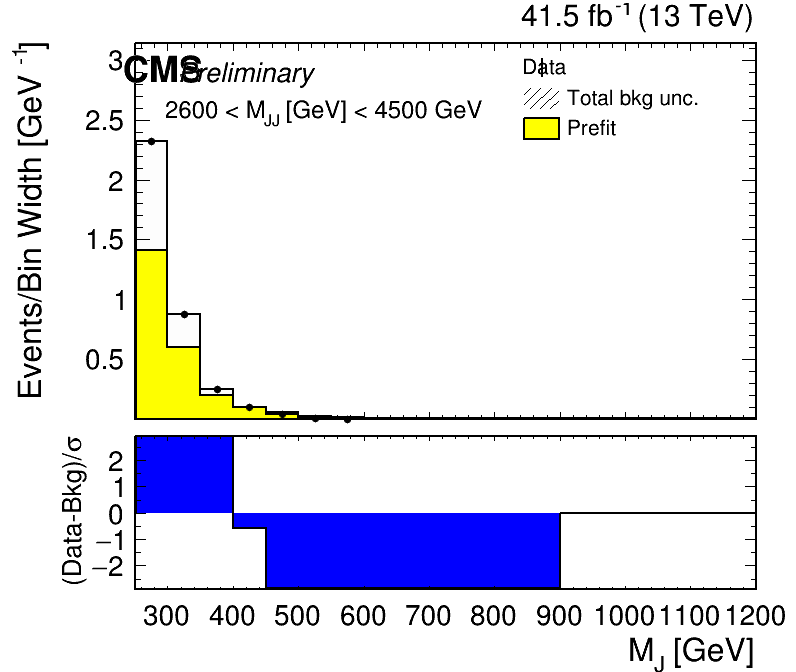 41.5 fb⁻¹ (13 TeV)
CMS Preliminary
2600 < M_JJ [GeV] < 4500 GeV
Data
Total bkg unc.
Prefit
Events/Bin Width [GeV⁻¹]
3
2.5
2
1.5
1
0.5
(Data-Bkg)/σ
2
1
0
−1
−2
300 400 500 600 700 800 900 1000 1100 1200
M_J [GeV]